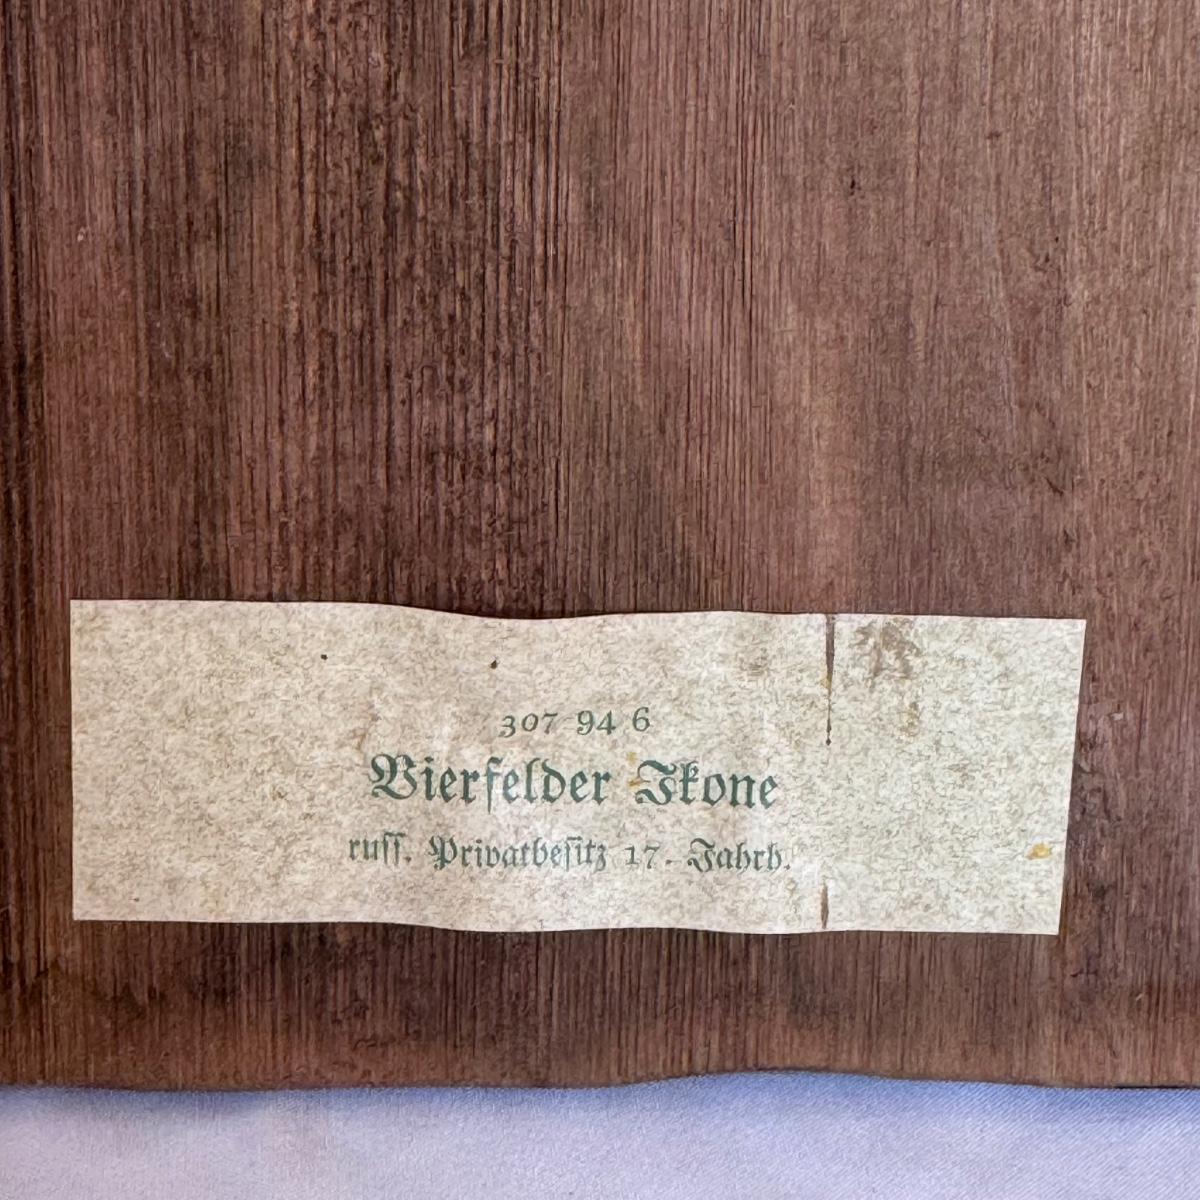 307 94 6
Vierfelder Ikone
russ. Privatbesitz 17. Jahrh.